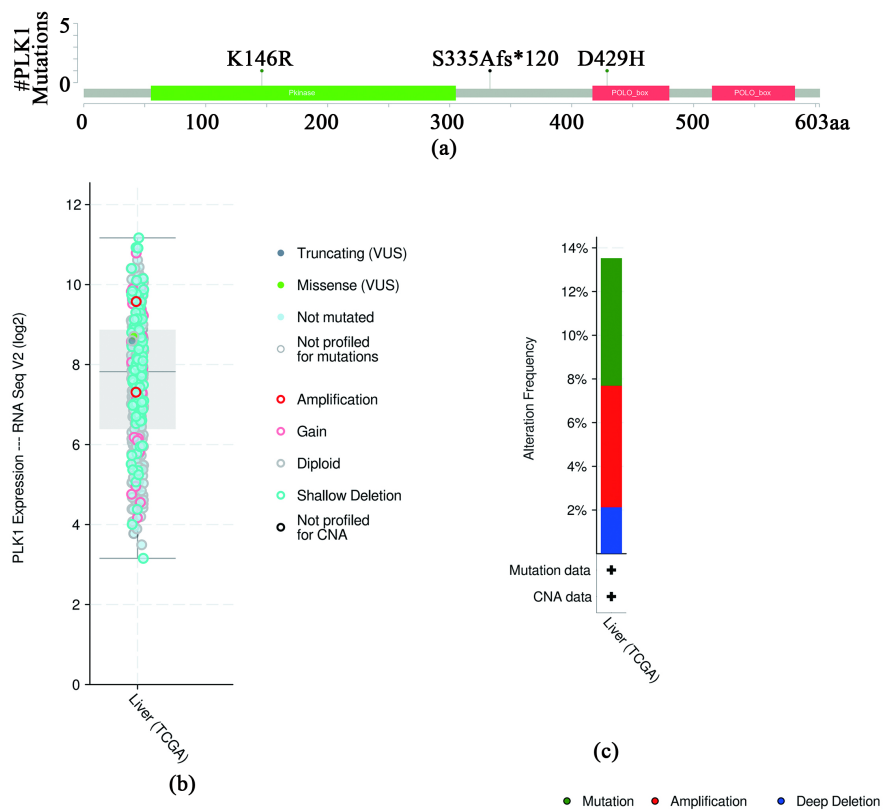 #PLK1
Mutations
5
0
K146R
S335Afs*120
D429H
Pkinase
POLO_box
POLO_box
0
100
200
300
400
500
603aa
(a)
PLK1 Expression --- RNA Seq V2 (log2)
12
10
8
6
4
2
0
Liver (TCGA)
Truncating (VUS)
Missense (VUS)
Not mutated
Not profiled
for mutations
Amplification
Gain
Diploid
Shallow Deletion
Not profiled
for CNA
(b)
Alteration Frequency
14%
12%
10%
8%
6%
4%
2%
Mutation data
CNA data
Liver (TCGA)
(c)
Mutation
Amplification
Deep Deletion